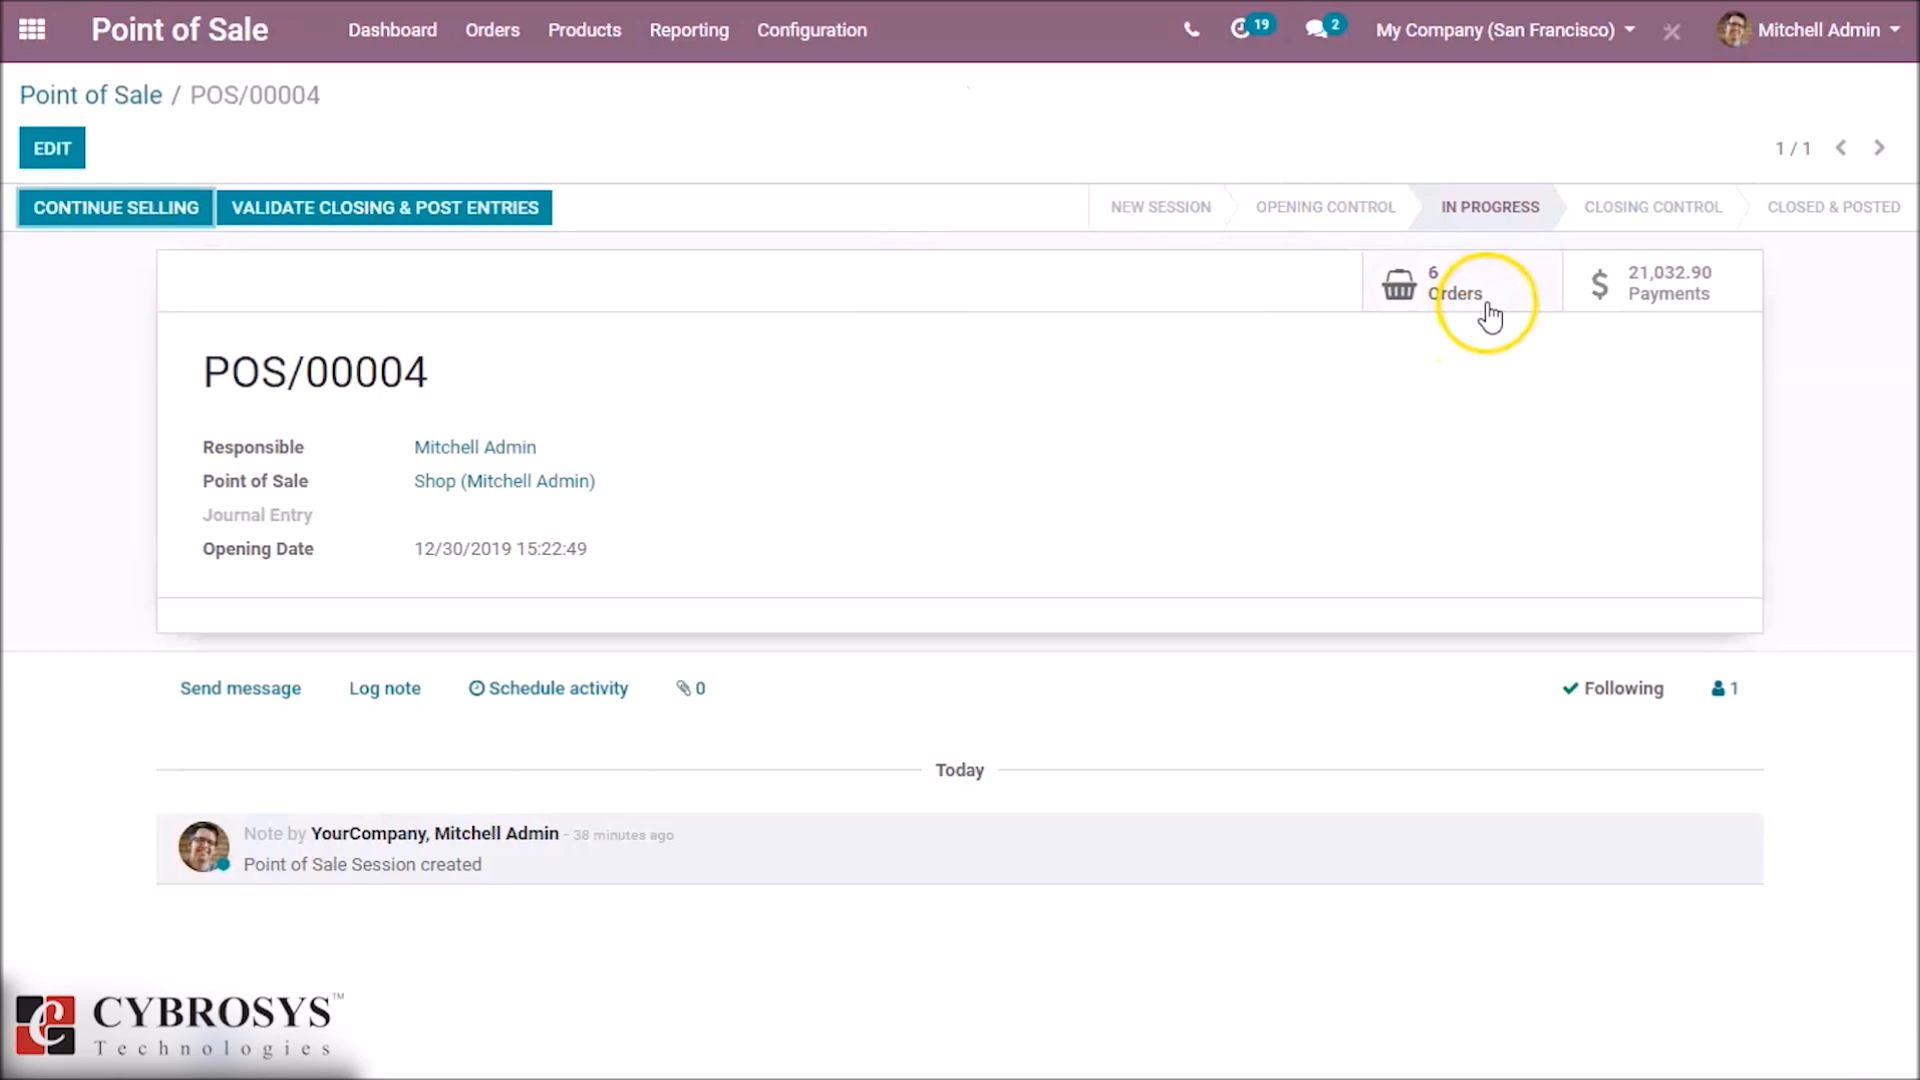 Point of Sale Dashboard Orders Products Reporting Configuration 19 2 My Company (San Francisco) Mitchell Admin
Point of Sale / POS/00004
EDIT 1 / 1
CONTINUE SELLING VALIDATE CLOSING & POST ENTRIES NEW SESSION OPENING CONTROL IN PROGRESS CLOSING CONTROL CLOSED & POSTED
6
Orders
21,032.90
Payments
POS/00004
Responsible Mitchell Admin
Point of Sale Shop (Mitchell Admin)
Journal Entry
Opening Date 12/30/2019 15:22:49
Send message Log note Schedule activity 0 Following 1
Today
Note by YourCompany, Mitchell Admin - 38 minutes ago
Point of Sale Session created
CYBROSYS™
Technologies